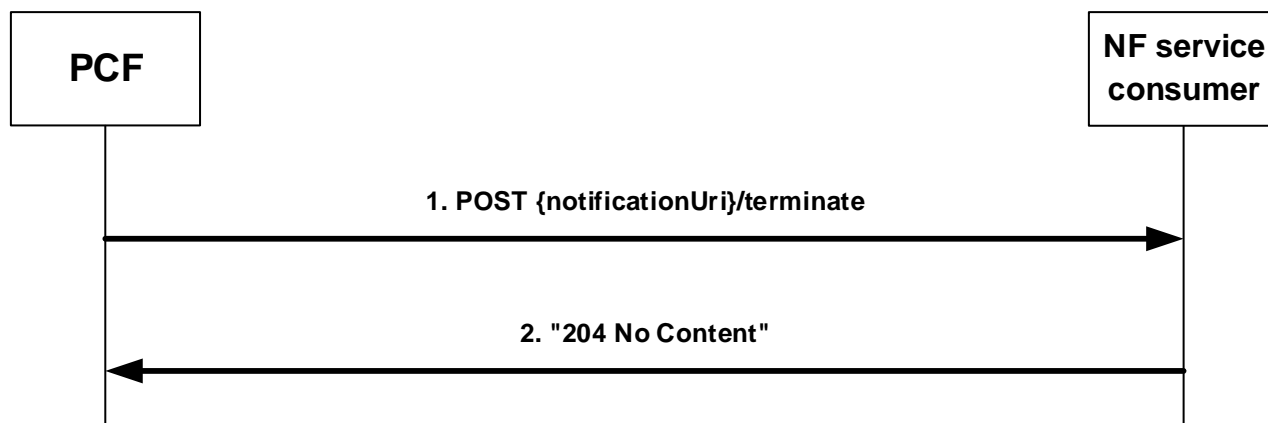 PCF
NF service
consumer
1. POST {notificationUri}/terminate
2. "204 No Content"